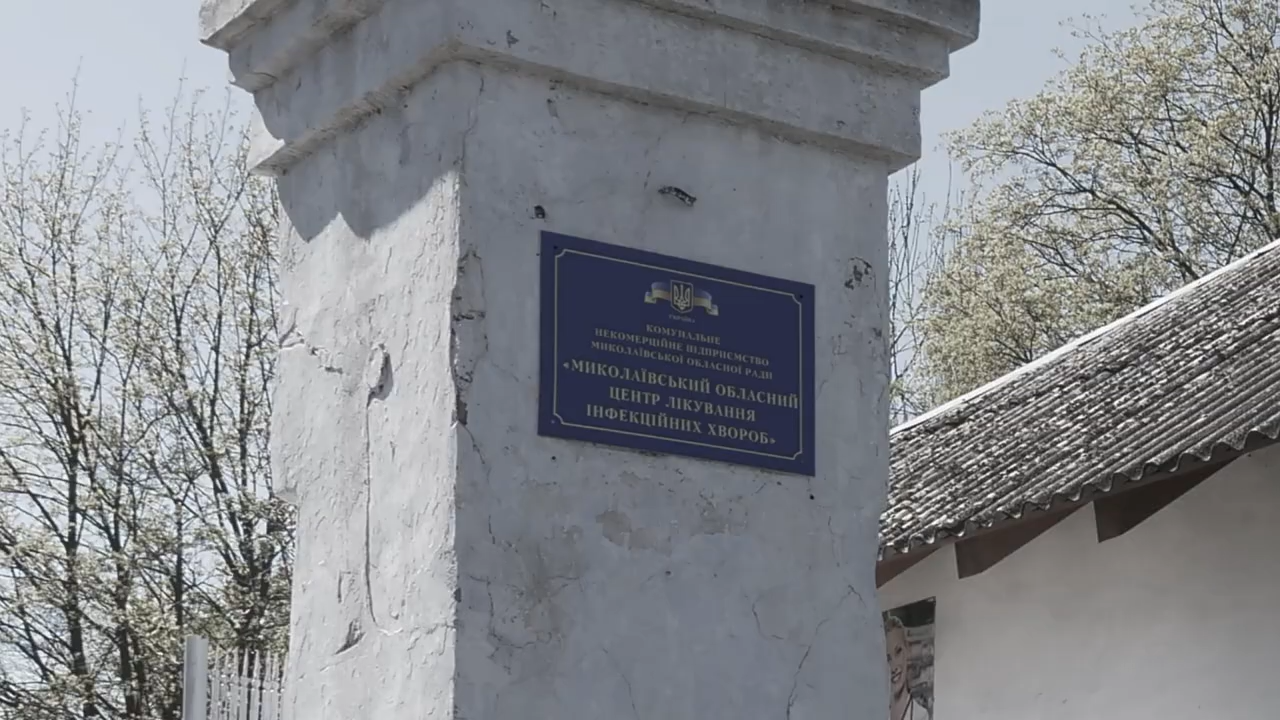 УКРАЇНА
КОМУНАЛЬНЕ
НЕКОМЕРЦІЙНЕ ПІДПРИЄМСТВО
МИКОЛАЇВСЬКОЇ ОБЛАСНОЇ РАДИ
«МИКОЛАЇВСЬКИЙ ОБЛАСНИЙ
ЦЕНТР ЛІКУВАННЯ
ІНФЕКЦІЙНИХ ХВОРОБ»